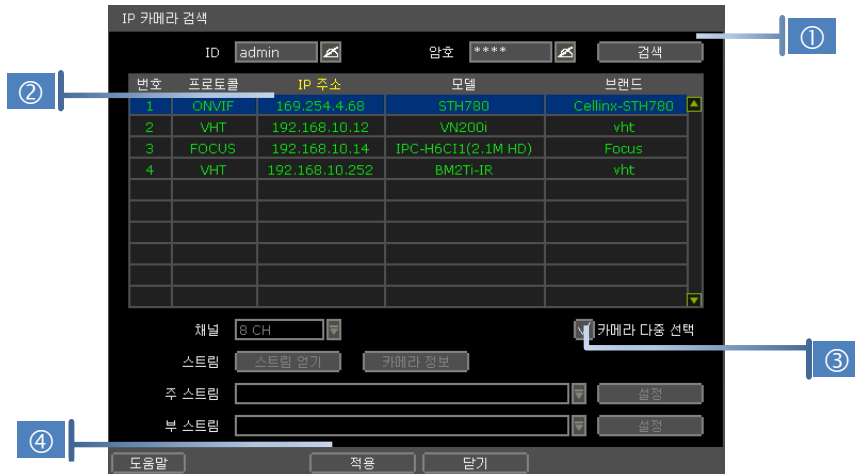 IP 카메라 검색
ID admin 암호 **** 검색
①
②
번호 프로토콜 IP 주소 모델 브랜드
1 ONVIF 169.254.4.68 STH780 Cellinx-STH780
2 VHT 192.168.10.12 VN200i vht
3 FOCUS 192.168.10.14 IPC-H6CI1(2.1M HD) Focus
4 VHT 192.168.10.252 BM2Ti-IR vht
채널 8 CH 카메라 다중 선택
③
스트림 스트림 얻기 카메라 정보
주 스트림 설정
부 스트림 설정
④
도움말 적용 닫기